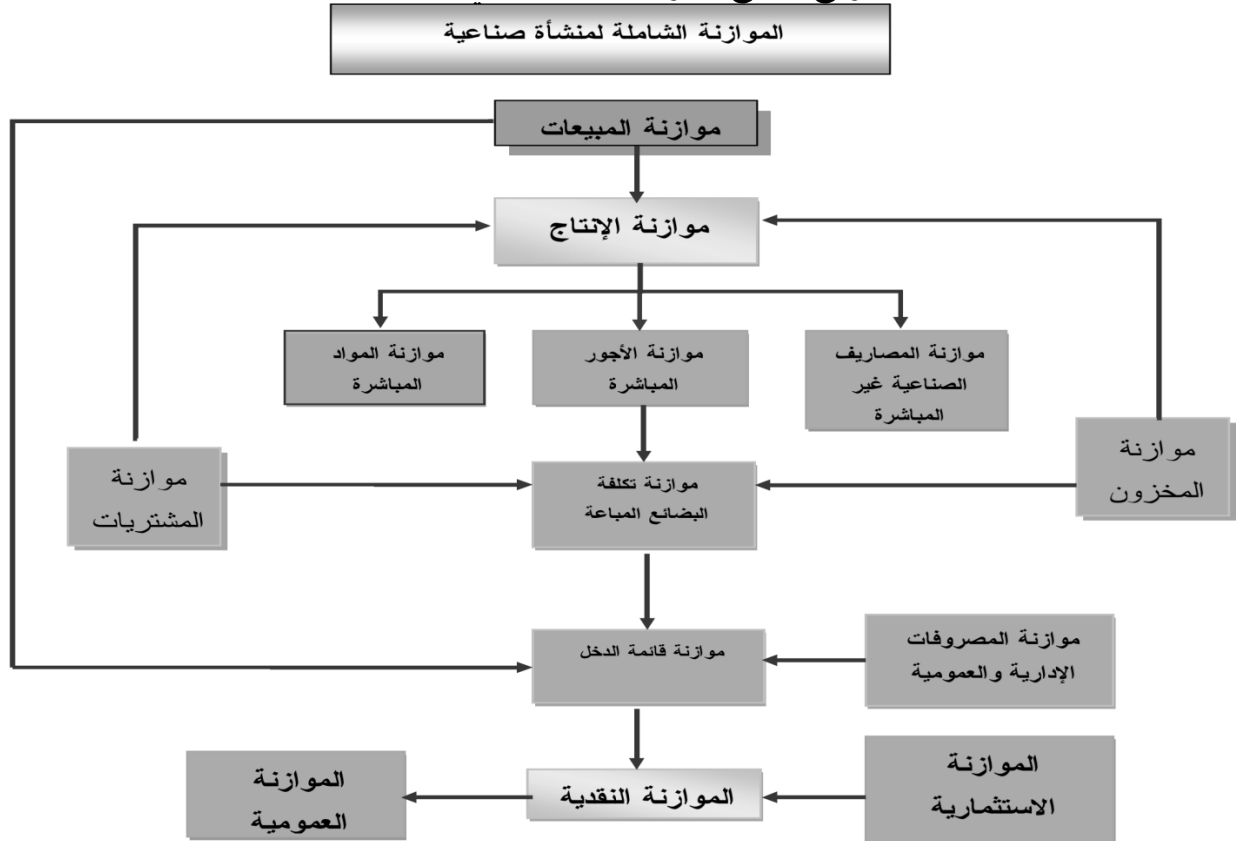 الموازنة الشاملة لمنشأة صناعية
موازنة المبيعات
موازنة الإنتاج
موازنة المصاريف
الصناعية غير
المباشرة
موازنة الأجور
المباشرة
موازنة المواد
المباشرة
موازنة
المخزون
موازنة تكلفة
البضائع المباعة
موازنة
المشتريات
موازنة المصروفات
الإدارية والعمومية
موازنة قائمة الدخل
الموازنة
الاستثمارية
الموازنة النقدية
الموازنة
العمومية